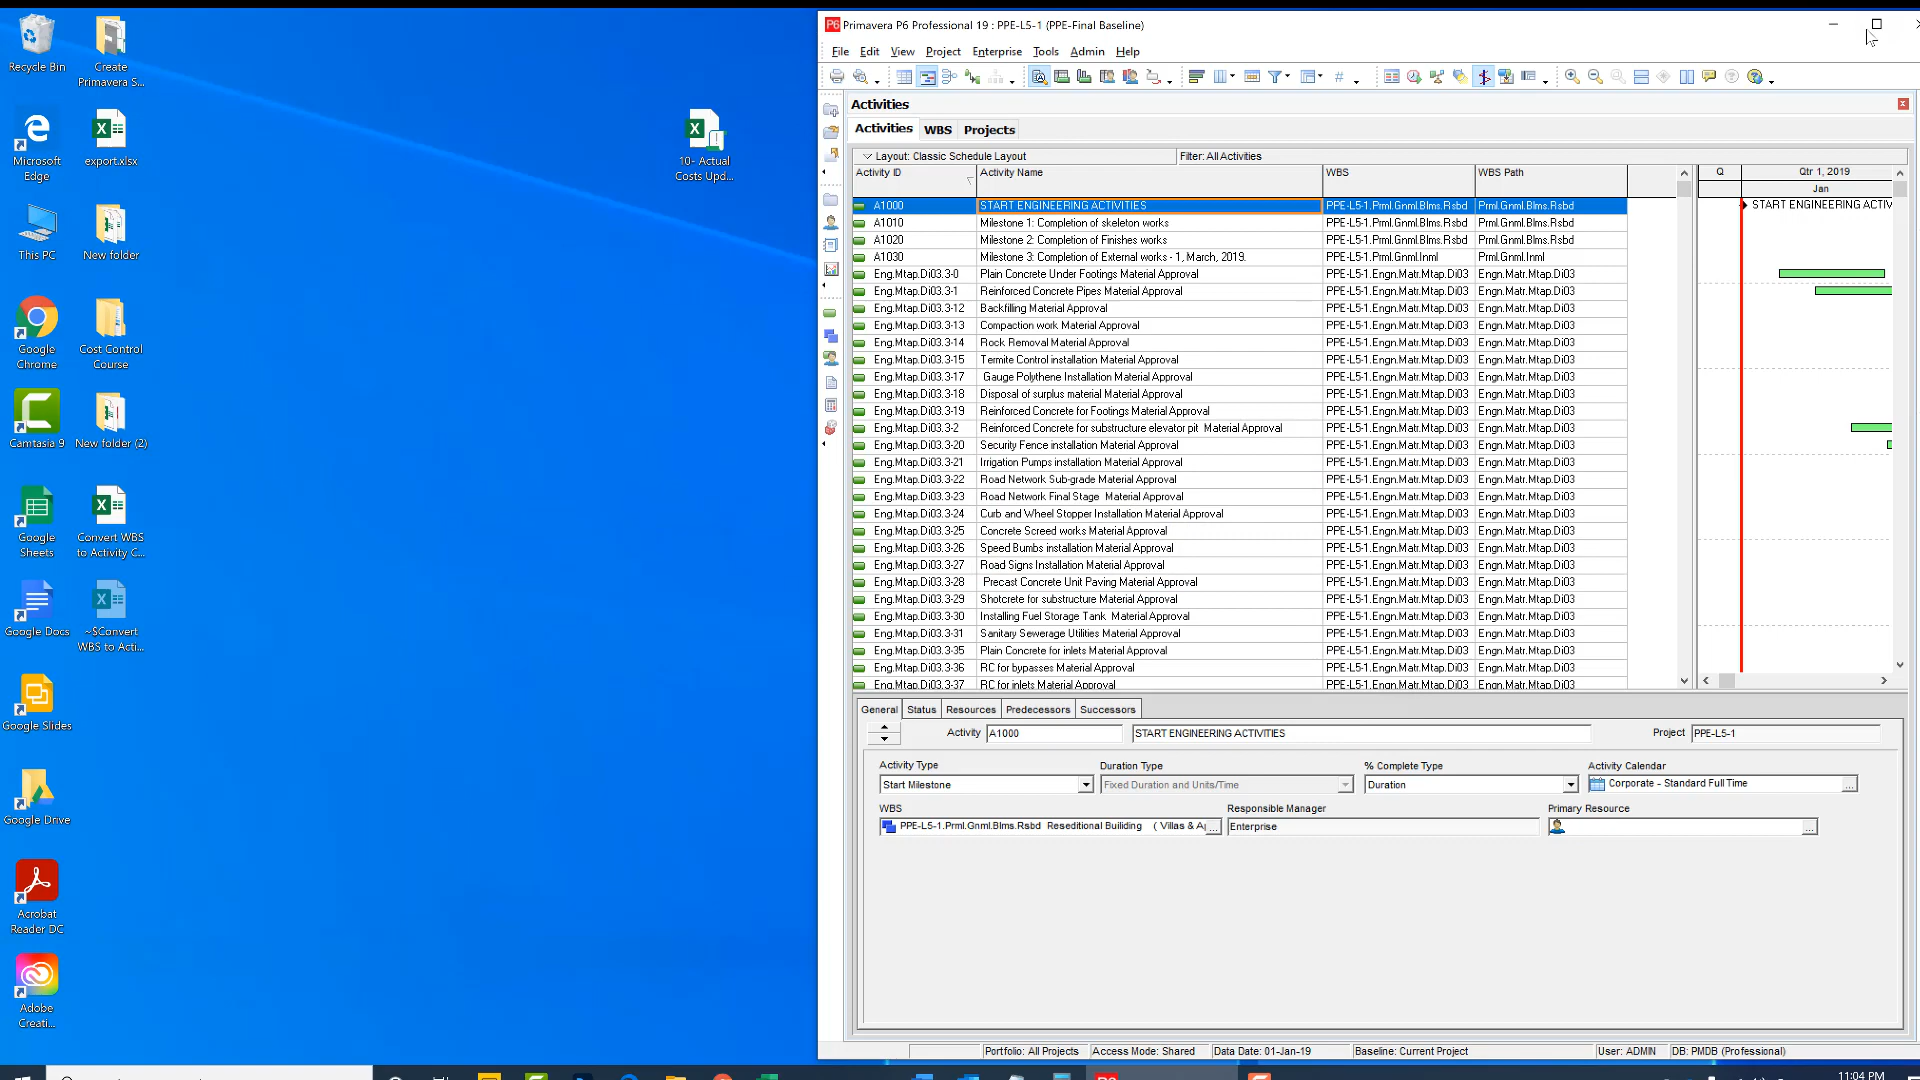 Recycle Bin
Create
Primavera S...
Microsoft
Edge
export.xlsx
This PC
New folder
Google
Chrome
Cost Control
Course
Camtasia 9
New folder (2)
Google
Sheets
Convert WBS
to Activity C...
Google Docs
~$Convert
WBS to Acti...
Google Slides
Google Drive
Acrobat
Reader DC
Adobe
Creati...
10- Actual
Costs Upd...
Primavera P6 Professional 19 : PPE-L5-1 (PPE-Final Baseline)
File Edit View Project Enterprise Tools Admin Help
Activities
Activities WBS Projects
Layout: Classic Schedule Layout Filter: All Activities
Activity ID Activity Name WBS WBS Path Q Qtr 1, 2019
Jan
A1000 START ENGINEERING ACTIVITIES PPE-L5-1.Prml.Gnml.Blms.Rsbd Prml.Gnml.Blms.Rsbd START ENGINEERING ACTIV
A1010 Milestone 1: Completion of skeleton works PPE-L5-1.Prml.Gnml.Blms.Rsbd Prml.Gnml.Blms.Rsbd
A1020 Milestone 2: Completion of Finishes works PPE-L5-1.Prml.Gnml.Blms.Rsbd Prml.Gnml.Blms.Rsbd
A1030 Milestone 3: Completion of External works - 1, March, 2019. PPE-L5-1.Prml.Gnml.Inml Prml.Gnml.Inml
Eng.Mtap.Di03.3-0 Plain Concrete Under Footings Material Approval PPE-L5-1.Engn.Matr.Mtap.Di03 Engn.Matr.Mtap.Di03
Eng.Mtap.Di03.3-1 Reinforced Concrete Pipes Material Approval PPE-L5-1.Engn.Matr.Mtap.Di03 Engn.Matr.Mtap.Di03
Eng.Mtap.Di03.3-12 Backfilling Material Approval PPE-L5-1.Engn.Matr.Mtap.Di03 Engn.Matr.Mtap.Di03
Eng.Mtap.Di03.3-13 Compaction work Material Approval PPE-L5-1.Engn.Matr.Mtap.Di03 Engn.Matr.Mtap.Di03
Eng.Mtap.Di03.3-14 Rock Removal Material Approval PPE-L5-1.Engn.Matr.Mtap.Di03 Engn.Matr.Mtap.Di03
Eng.Mtap.Di03.3-15 Termite Control installation Material Approval PPE-L5-1.Engn.Matr.Mtap.Di03 Engn.Matr.Mtap.Di03
Eng.Mtap.Di03.3-17 Gauge Polythene Installation Material Approval PPE-L5-1.Engn.Matr.Mtap.Di03 Engn.Matr.Mtap.Di03
Eng.Mtap.Di03.3-18 Disposal of surplus material Material Approval PPE-L5-1.Engn.Matr.Mtap.Di03 Engn.Matr.Mtap.Di03
Eng.Mtap.Di03.3-19 Reinforced Concrete for Footings Material Approval PPE-L5-1.Engn.Matr.Mtap.Di03 Engn.Matr.Mtap.Di03
Eng.Mtap.Di03.3-2 Reinforced Concrete for substructure elevator pit Material Approval PPE-L5-1.Engn.Matr.Mtap.Di03 Engn.Matr.Mtap.Di03
Eng.Mtap.Di03.3-20 Security Fence installation Material Approval PPE-L5-1.Engn.Matr.Mtap.Di03 Engn.Matr.Mtap.Di03
Eng.Mtap.Di03.3-21 Irrigation Pumps installation Material Approval PPE-L5-1.Engn.Matr.Mtap.Di03 Engn.Matr.Mtap.Di03
Eng.Mtap.Di03.3-22 Road Network Sub-grade Material Approval PPE-L5-1.Engn.Matr.Mtap.Di03 Engn.Matr.Mtap.Di03
Eng.Mtap.Di03.3-23 Road Network Final Stage Material Approval PPE-L5-1.Engn.Matr.Mtap.Di03 Engn.Matr.Mtap.Di03
Eng.Mtap.Di03.3-24 Curb and Wheel Stopper Installation Material Approval PPE-L5-1.Engn.Matr.Mtap.Di03 Engn.Matr.Mtap.Di03
Eng.Mtap.Di03.3-25 Concrete Screed works Material Approval PPE-L5-1.Engn.Matr.Mtap.Di03 Engn.Matr.Mtap.Di03
Eng.Mtap.Di03.3-26 Speed Bumbs installation Material Approval PPE-L5-1.Engn.Matr.Mtap.Di03 Engn.Matr.Mtap.Di03
Eng.Mtap.Di03.3-27 Road Signs Installation Material Approval PPE-L5-1.Engn.Matr.Mtap.Di03 Engn.Matr.Mtap.Di03
Eng.Mtap.Di03.3-28 Precast Concrete Unit Paving Material Approval PPE-L5-1.Engn.Matr.Mtap.Di03 Engn.Matr.Mtap.Di03
Eng.Mtap.Di03.3-29 Shotcrete for substructure Material Approval PPE-L5-1.Engn.Matr.Mtap.Di03 Engn.Matr.Mtap.Di03
Eng.Mtap.Di03.3-30 Installing Fuel Storage Tank Material Approval PPE-L5-1.Engn.Matr.Mtap.Di03 Engn.Matr.Mtap.Di03
Eng.Mtap.Di03.3-31 Sanitary Sewerage Utilities Material Approval PPE-L5-1.Engn.Matr.Mtap.Di03 Engn.Matr.Mtap.Di03
Eng.Mtap.Di03.3-35 Plain Concrete for inlets Material Approval PPE-L5-1.Engn.Matr.Mtap.Di03 Engn.Matr.Mtap.Di03
Eng.Mtap.Di03.3-36 RC for bypasses Material Approval PPE-L5-1.Engn.Matr.Mtap.Di03 Engn.Matr.Mtap.Di03
Eng.Mtap.Di03.3-37 RC for inlets Material Approval PPE-L5-1.Engn.Matr.Mtap.Di03 Engn.Matr.Mtap.Di03
General Status Resources Predecessors Successors
Activity A1000 START ENGINEERING ACTIVITIES Project PPE-L5-1
Activity Type Duration Type % Complete Type Activity Calendar
Start Milestone Fixed Duration and Units/Time Duration Corporate - Standard Full Time
WBS Responsible Manager Primary Resource
PPE-L5-1.Prml.Gnml.Blms.Rsbd Reseditional Builiding ( Villas & A Enterprise
Portfolio: All Projects Access Mode: Shared Data Date: 01-Jan-19 Baseline: Current Project User: ADMIN DB: PMDB (Professional)
11:04 PM